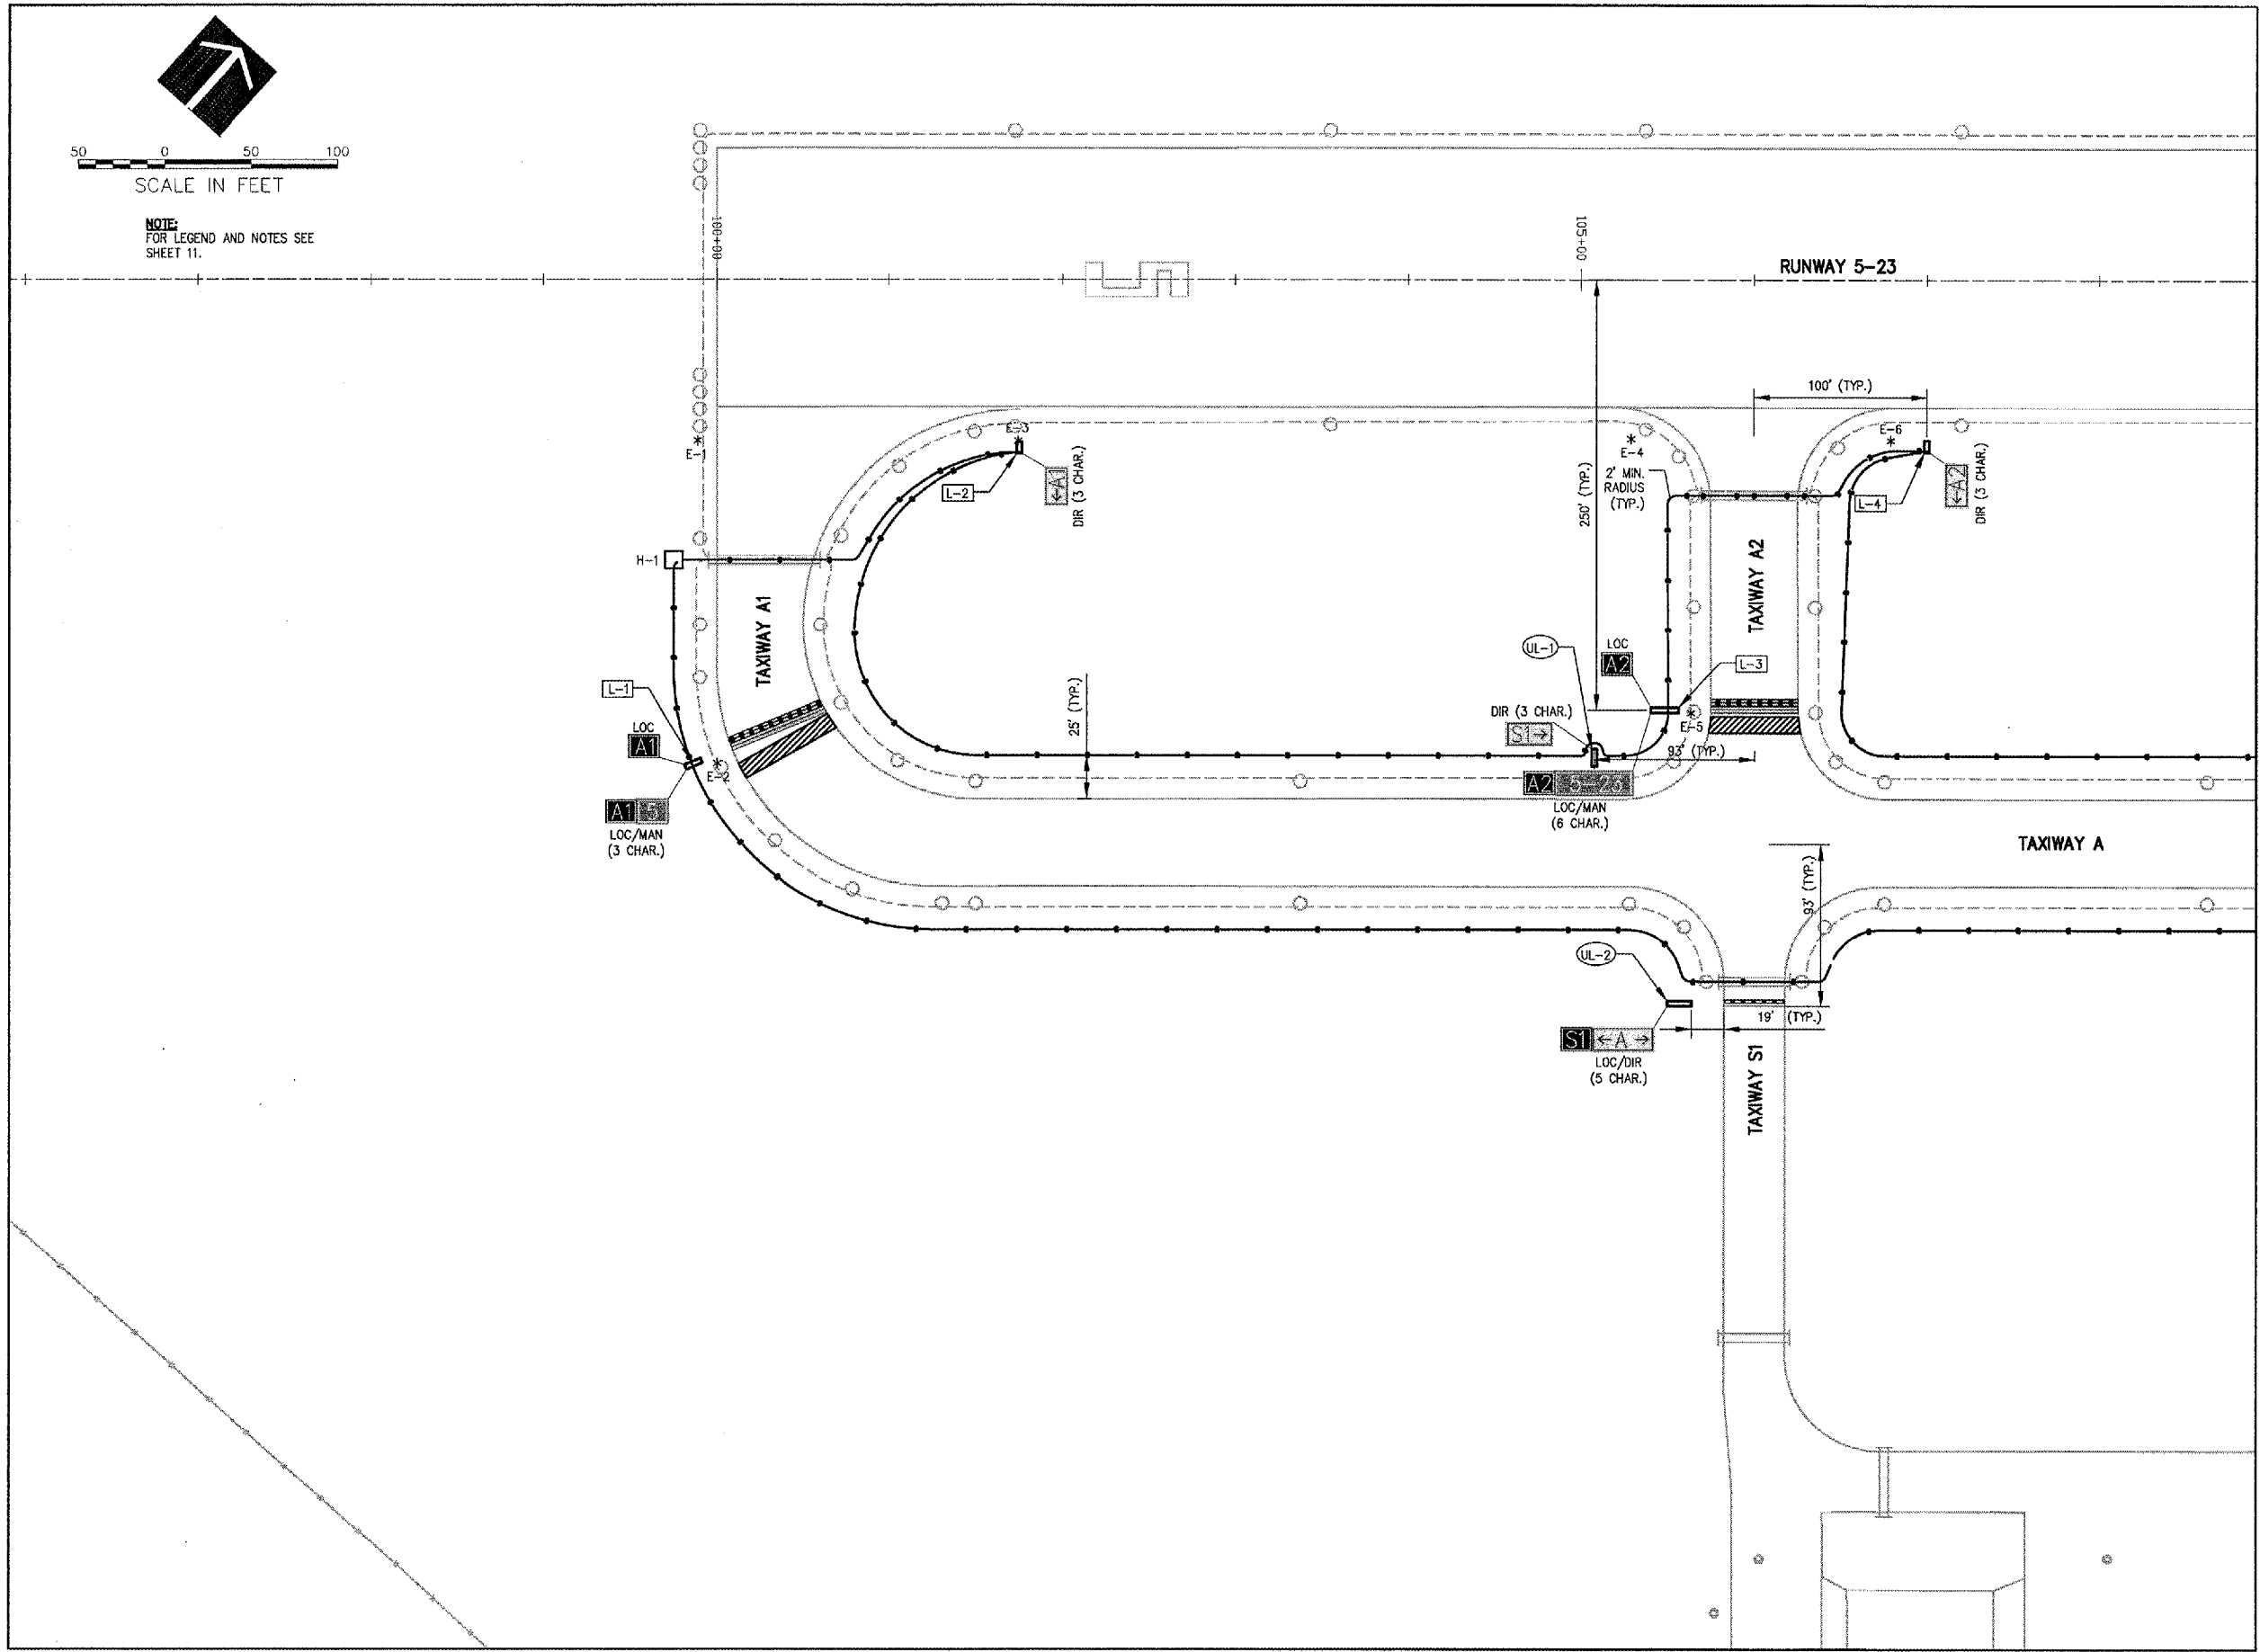 50 0 50 100
SCALE IN FEET
NOTE:
FOR LEGEND AND NOTES SEE
SHEET 11.
100+00
105+00
RUNWAY 5-23
100' (TYP.)
E-1
E-3
L-2
←A1
DIR (3 CHAR.)
250' (TYP.)
E-4
2' MIN.
RADIUS
(TYP.)
E-6
L-4
←A2
DIR (3 CHAR.)
H-1
TAXIWAY A1
TAXIWAY A2
UL-1
LOC
A2
L-3
L-1
LOC
A1
E-2
25' (TYP.)
DIR (3 CHAR.)
S1→
E-5
93' (TYP.)
A1 5
LOC/MAN
(3 CHAR.)
A2 5-23
LOC/MAN
(6 CHAR.)
TAXIWAY A
93' (TYP.)
UL-2
19' (TYP.)
S1 ←A→
LOC/DIR
(5 CHAR.)
TAXIWAY S1